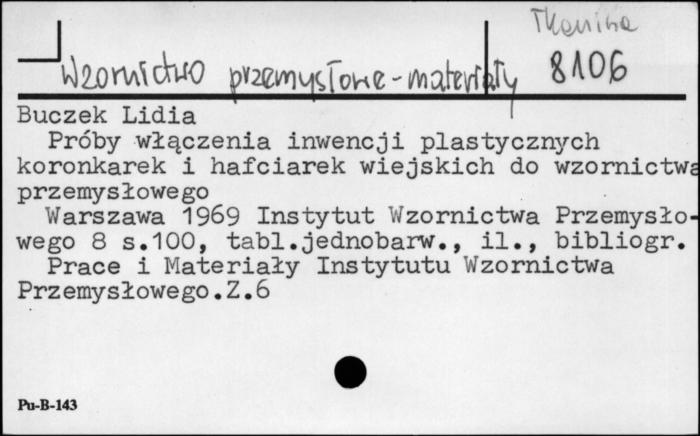 Tkanina
Wzornictwo przemysłowe - materiały 8106
Buczek Lidia
Próby włączenia inwencji plastycznych
koronkarek i hafciarek wiejskich do wzornictwa
przemysłowego
Warszawa 1969 Instytut Wzornictwa Przemysło-
wego 8 s.100, tabl.jednobarw., il., bibliogr.
Prace i Materiały Instytutu Wzornictwa
Przemysłowego.Z.6
Pu-B-143